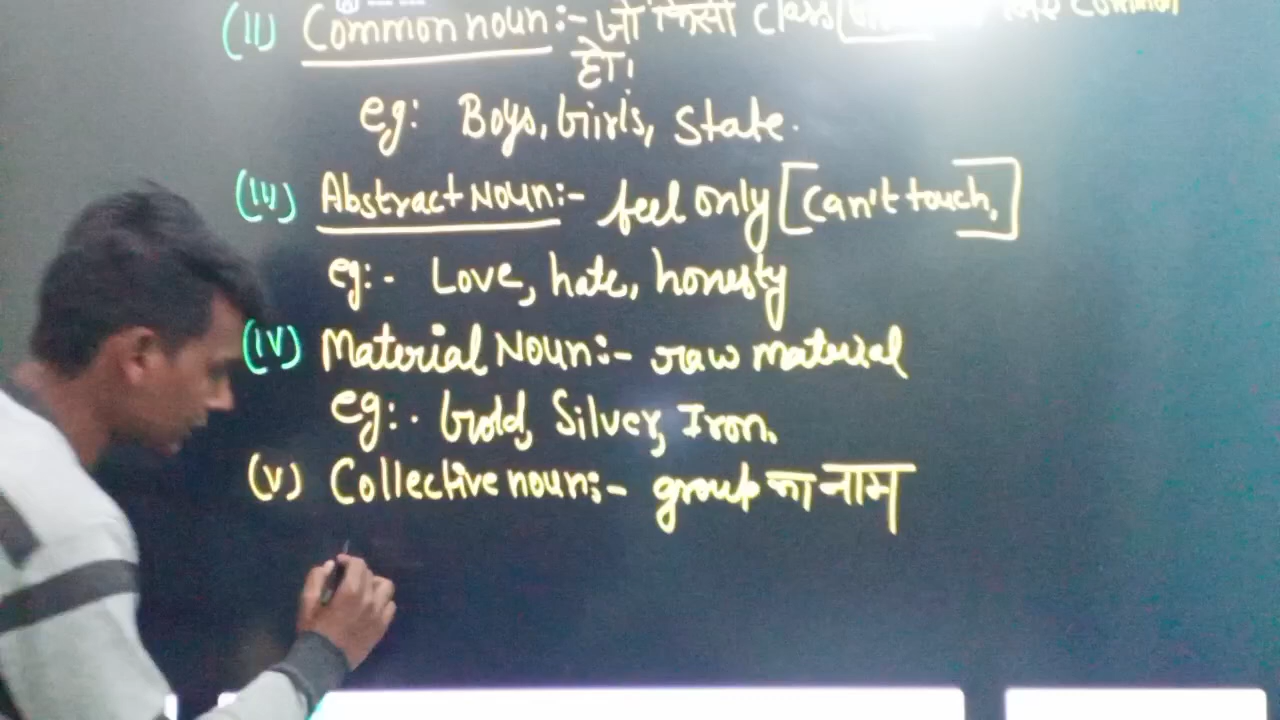 (II) Common noun:- जो किसी class के लिए common
हो।
eg: Boys, Girls, State.
(III) Abstract Noun:- feel only [Can't touch,]
eg:- Love, hate, honesty
(IV) Material Noun:- raw material
eg:- Gold, Silver, Iron.
(V) Collective noun:- group का नाम